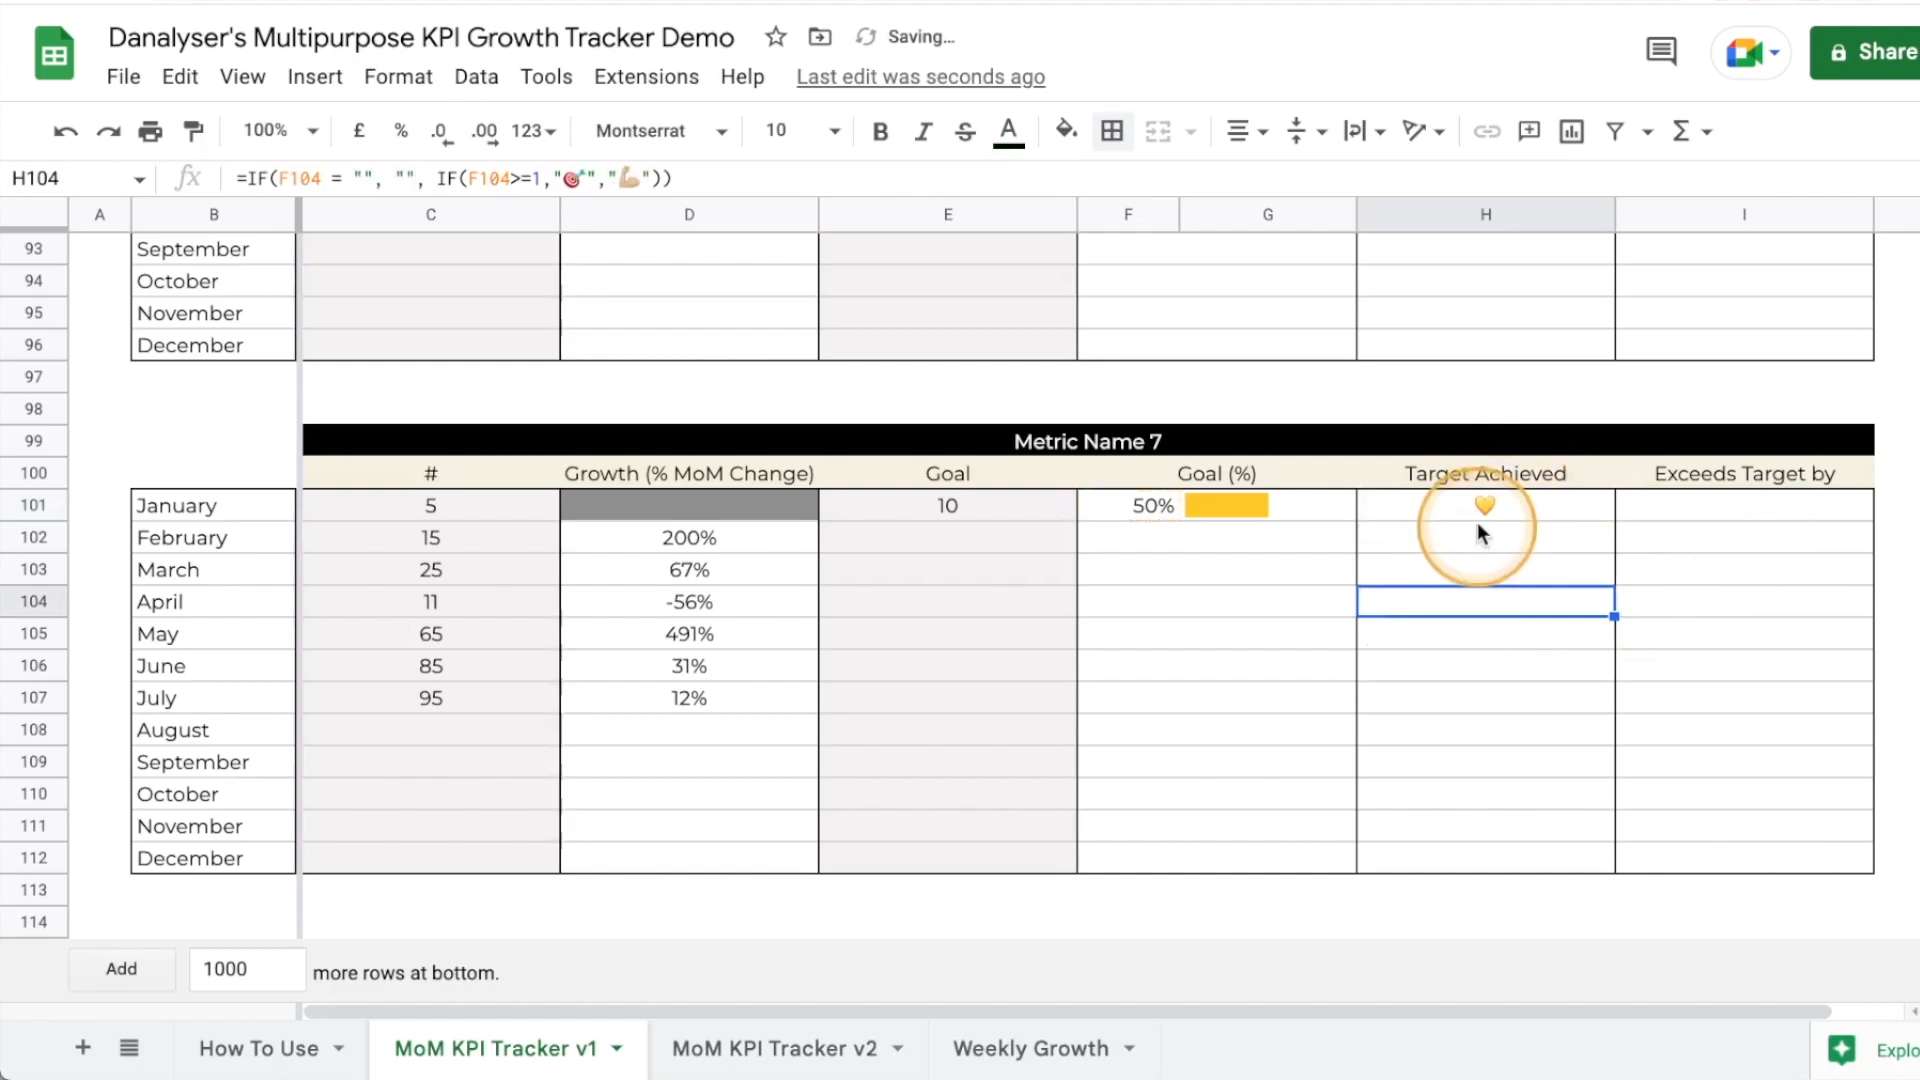 Danalyser's Multipurpose KPI Growth Tracker Demo Saving...
File Edit View Insert Format Data Tools Extensions Help Last edit was seconds ago
Share
100% £ % .0 .00 123 Montserrat 10 B I S A Σ
H104 fx =IF(F104 = "", "", IF(F104>=1,"🎯","💪🏼"))
A B C D E F G H I
93 September
94 October
95 November
96 December
97
98
99 Metric Name 7
100 # Growth (% MoM Change) Goal Goal (%) Target Achieved Exceeds Target by
101 January 5 10 50% 💛
102 February 15 200%
103 March 25 67%
104 April 11 -56%
105 May 65 491%
106 June 85 31%
107 July 95 12%
108 August
109 September
110 October
111 November
112 December
113
114
Add 1000 more rows at bottom.
+ How To Use MoM KPI Tracker v1 MoM KPI Tracker v2 Weekly Growth Explo